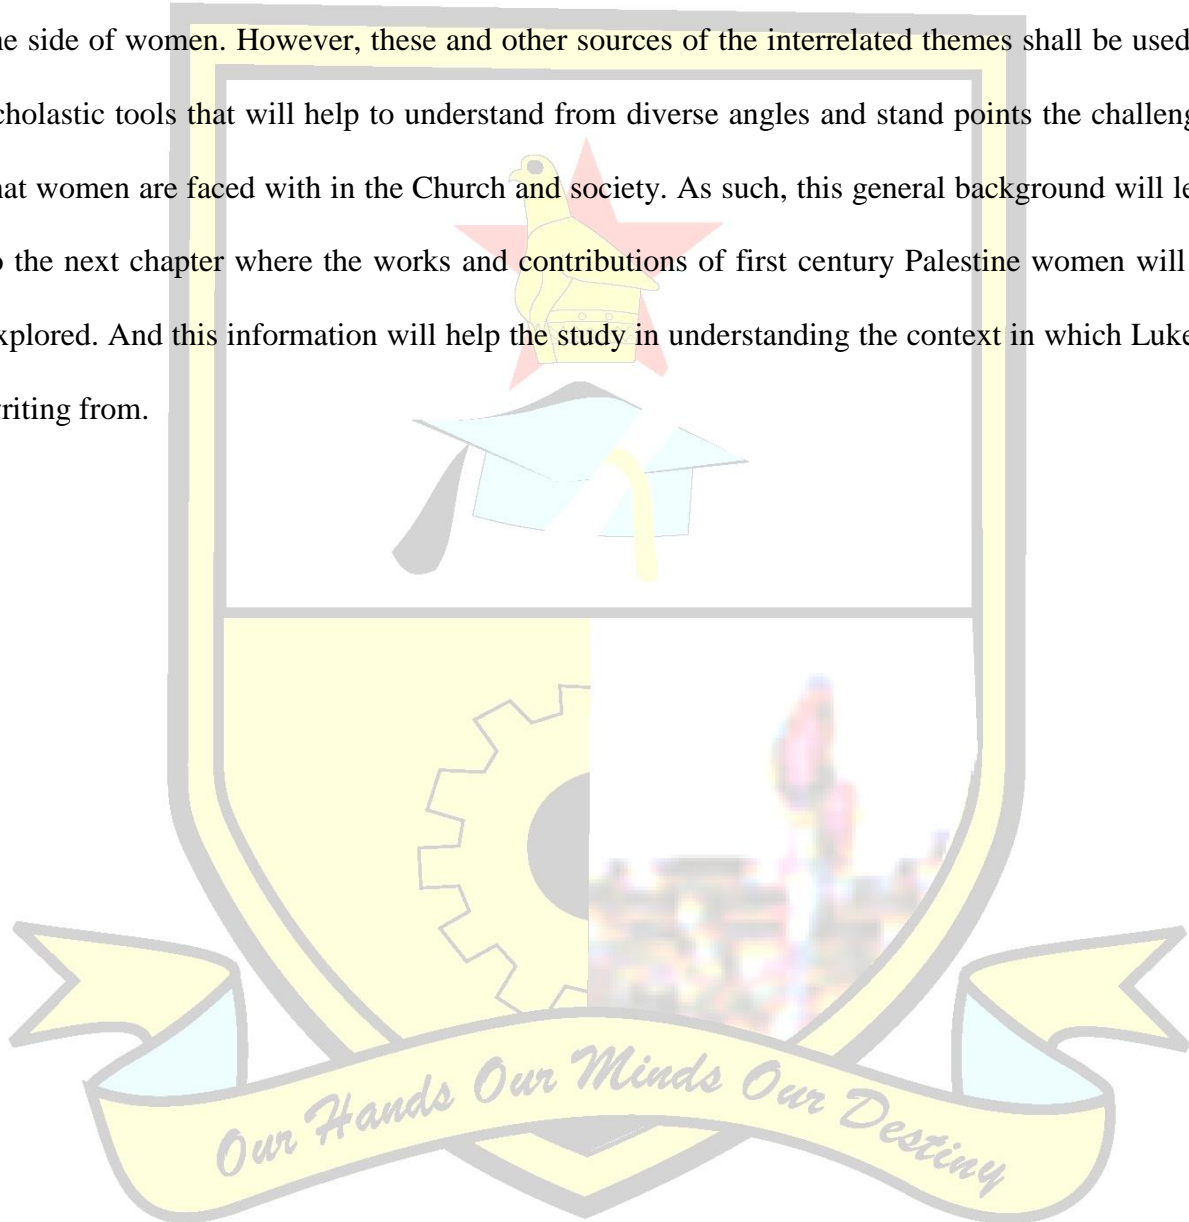 he side of women. However, these and other sources of the interrelated themes shall be used
cholastic tools that will help to understand from diverse angles and stand points the challeng
hat women are faced with in the Church and society. As such, this general background will le
o the next chapter where the works and contributions of first century Palestine women will
xplored. And this information will help the study in understanding the context in which Luke
vriting from.
Our Hands Our Minds Our Destiny